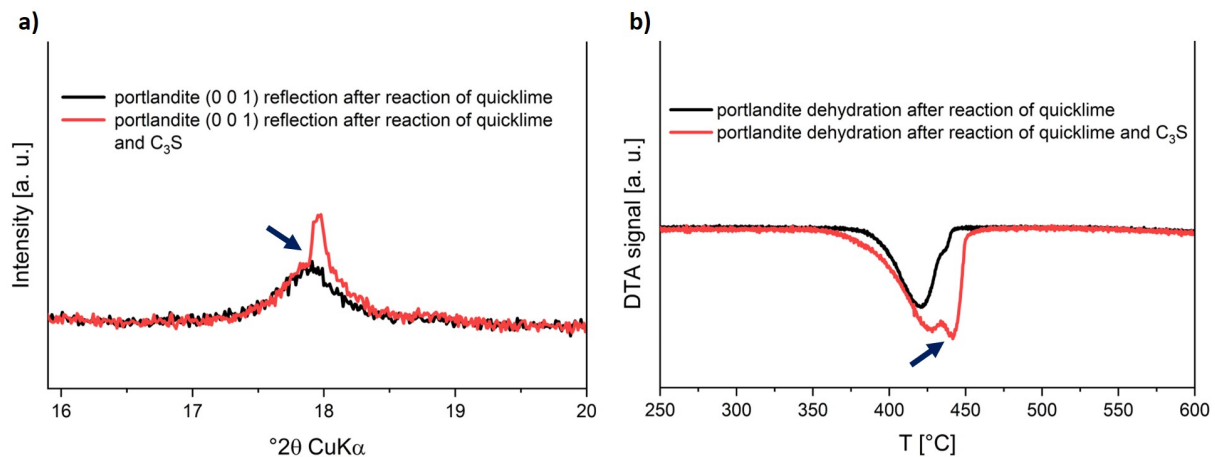 a)
portlandite (0 0 1) reflection after reaction of quicklime
portlandite (0 0 1) reflection after reaction of quicklime
and C₃S
Intensity [a. u.]
16 17 18 19 20
°2θ CuKα
b)
portlandite dehydration after reaction of quicklime
portlandite dehydration after reaction of quicklime and C₃S
DTA signal [a. u.]
250 300 350 400 450 500 550 600
T [°C]